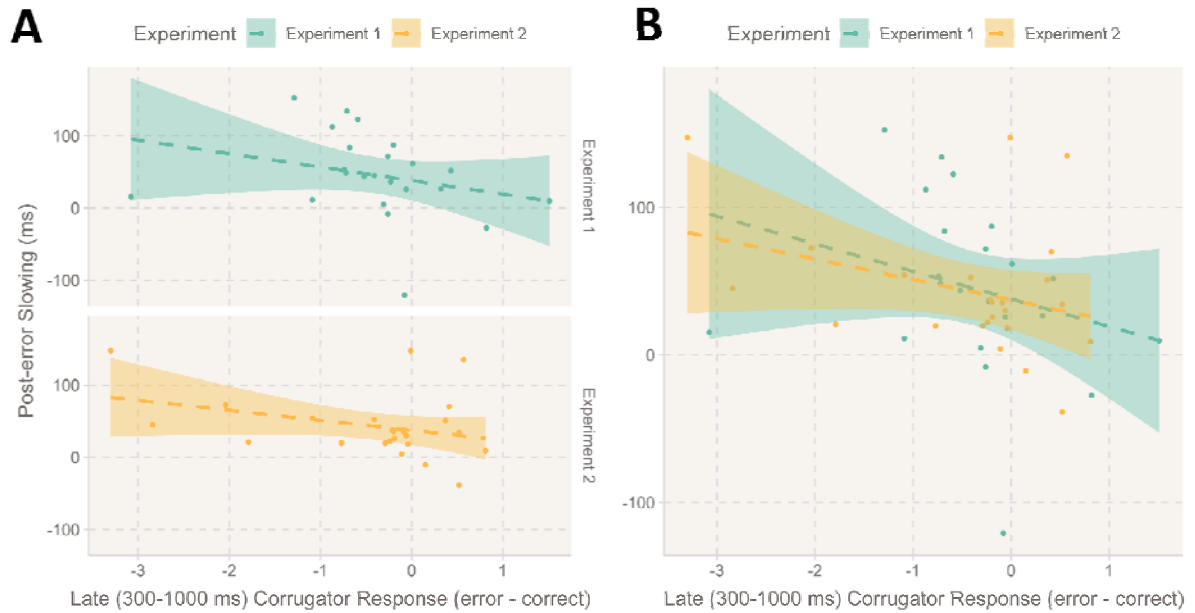 A
Experiment Experiment 1 Experiment 2
100
0
-100
Experiment 1
100
0
-100
Experiment 2
Post-error Slowing (ms)
-3 -2 -1 0 1
Late (300-1000 ms) Corrugator Response (error - correct)
B
Experiment Experiment 1 Experiment 2
100
0
-100
-3 -2 -1 0 1
Late (300-1000 ms) Corrugator Response (error - correct)